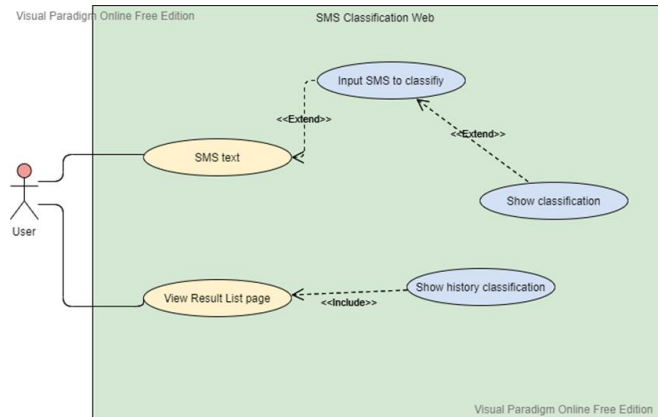 Visual Paradigm Online Free Edition
SMS Classification Web
Input SMS to classifiy
<<Extend>>
<<Extend>>
SMS text
Show classification
User
Show history classification
View Result List page
<<Include>>
Visual Paradigm Online Free Edition